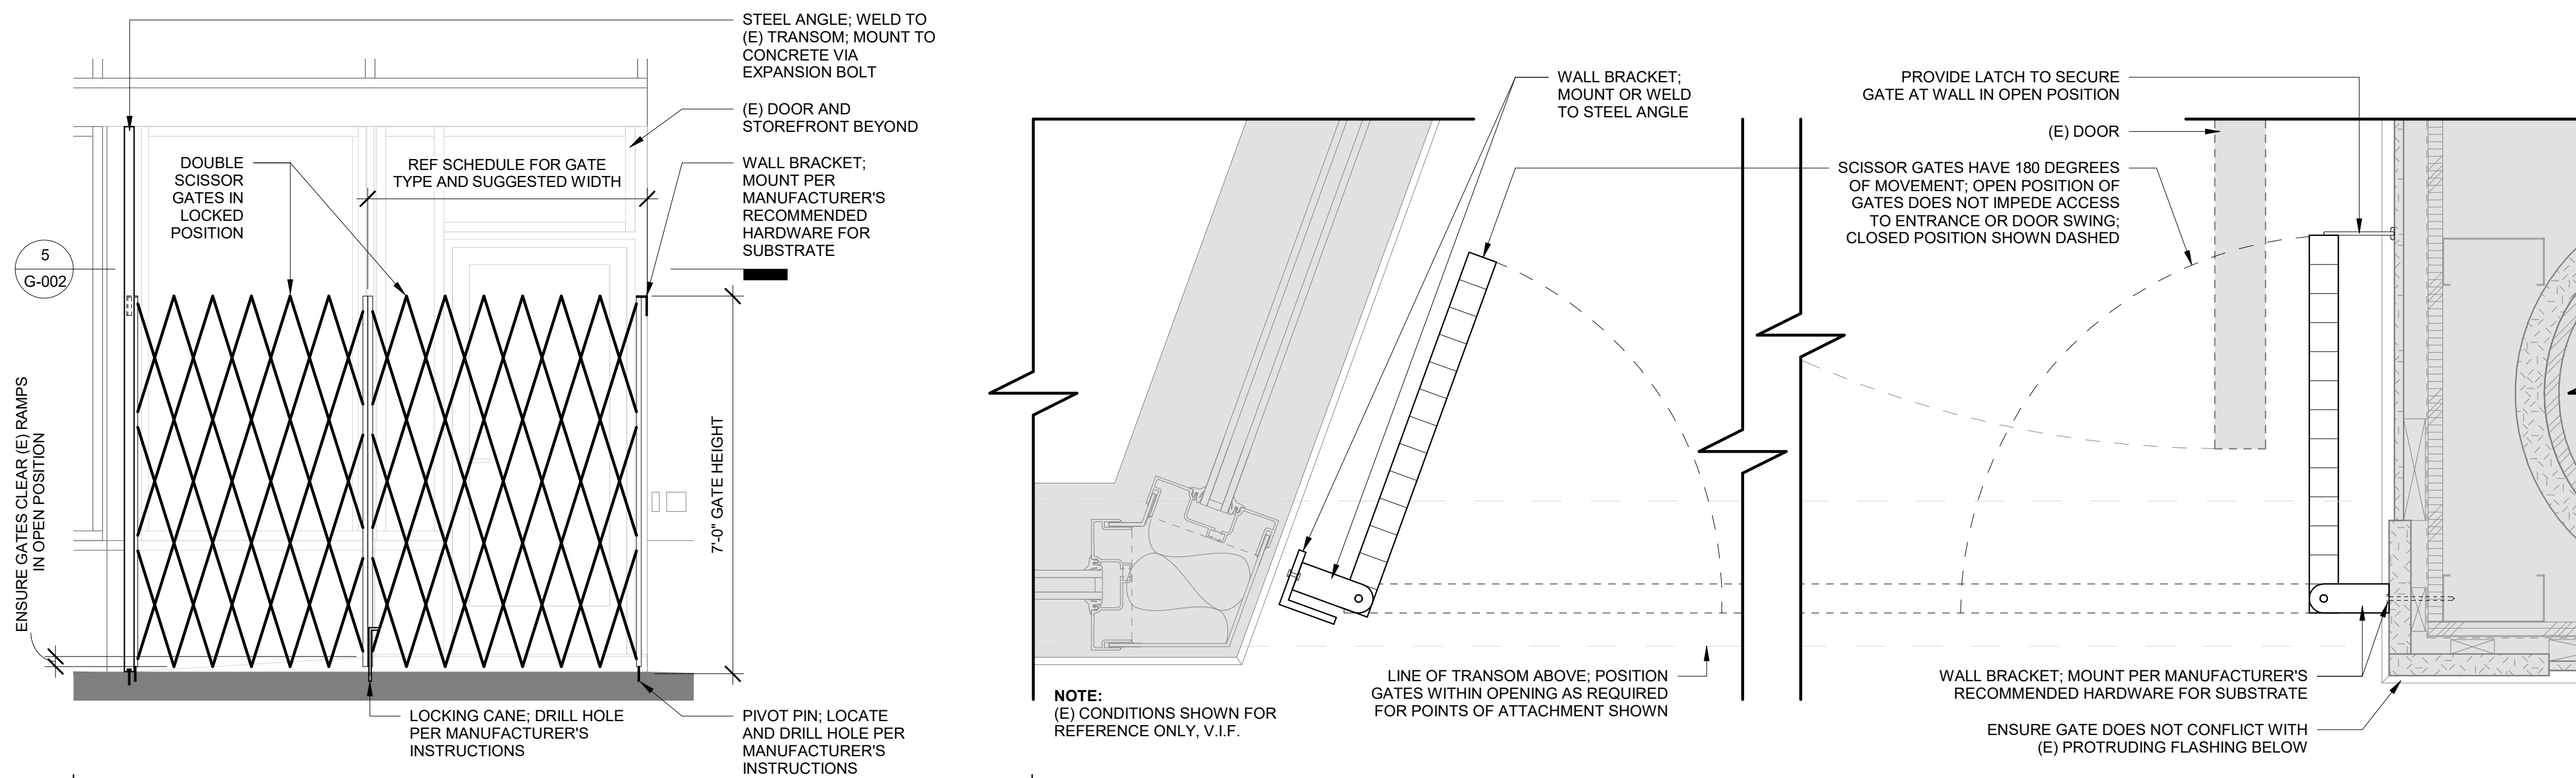 STEEL ANGLE; WELD TO
(E) TRANSOM; MOUNT TO
CONCRETE VIA
EXPANSION BOLT
(E) DOOR AND
STOREFRONT BEYOND
DOUBLE
SCISSOR
GATES IN
LOCKED
POSITION
REF SCHEDULE FOR GATE
TYPE AND SUGGESTED WIDTH
WALL BRACKET;
MOUNT PER
MANUFACTURER'S
RECOMMENDED
HARDWARE FOR
SUBSTRATE
5
G-002
ENSURE GATES CLEAR (E) RAMPS
IN OPEN POSITION
7'-0" GATE HEIGHT
LOCKING CANE; DRILL HOLE
PER MANUFACTURER'S
INSTRUCTIONS
PIVOT PIN; LOCATE
AND DRILL HOLE PER
MANUFACTURER'S
INSTRUCTIONS
WALL BRACKET;
MOUNT OR WELD
TO STEEL ANGLE
PROVIDE LATCH TO SECURE
GATE AT WALL IN OPEN POSITION
(E) DOOR
SCISSOR GATES HAVE 180 DEGREES
OF MOVEMENT; OPEN POSITION OF
GATES DOES NOT IMPEDE ACCESS
TO ENTRANCE OR DOOR SWING;
CLOSED POSITION SHOWN DASHED
NOTE:
(E) CONDITIONS SHOWN FOR
REFERENCE ONLY, V.I.F.
LINE OF TRANSOM ABOVE; POSITION
GATES WITHIN OPENING AS REQUIRED
FOR POINTS OF ATTACHMENT SHOWN
WALL BRACKET; MOUNT PER MANUFACTURER'S
RECOMMENDED HARDWARE FOR SUBSTRATE
ENSURE GATE DOES NOT CONFLICT WITH
(E) PROTRUDING FLASHING BELOW